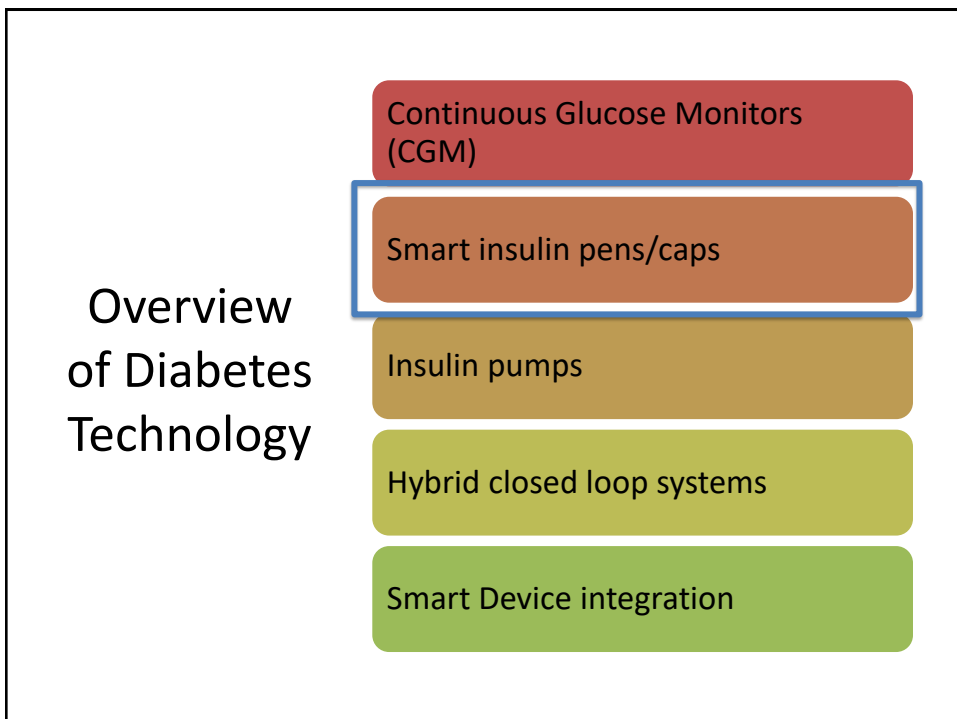 Overview
of Diabetes
Technology
Continuous Glucose Monitors
(CGM)
Smart insulin pens/caps
Insulin pumps
Hybrid closed loop systems
Smart Device integration